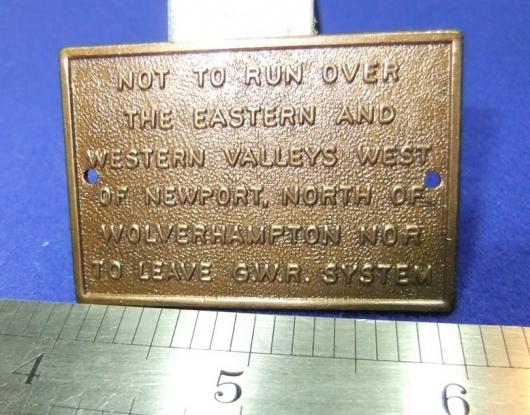 NOT TO RUN OVER
THE EASTERN AND
WESTERN VALLEYS WEST
OF NEWPORT, NORTH OF
WOLVERHAMPTON NOR
TO LEAVE G.W.R. SYSTEM
4 5 6